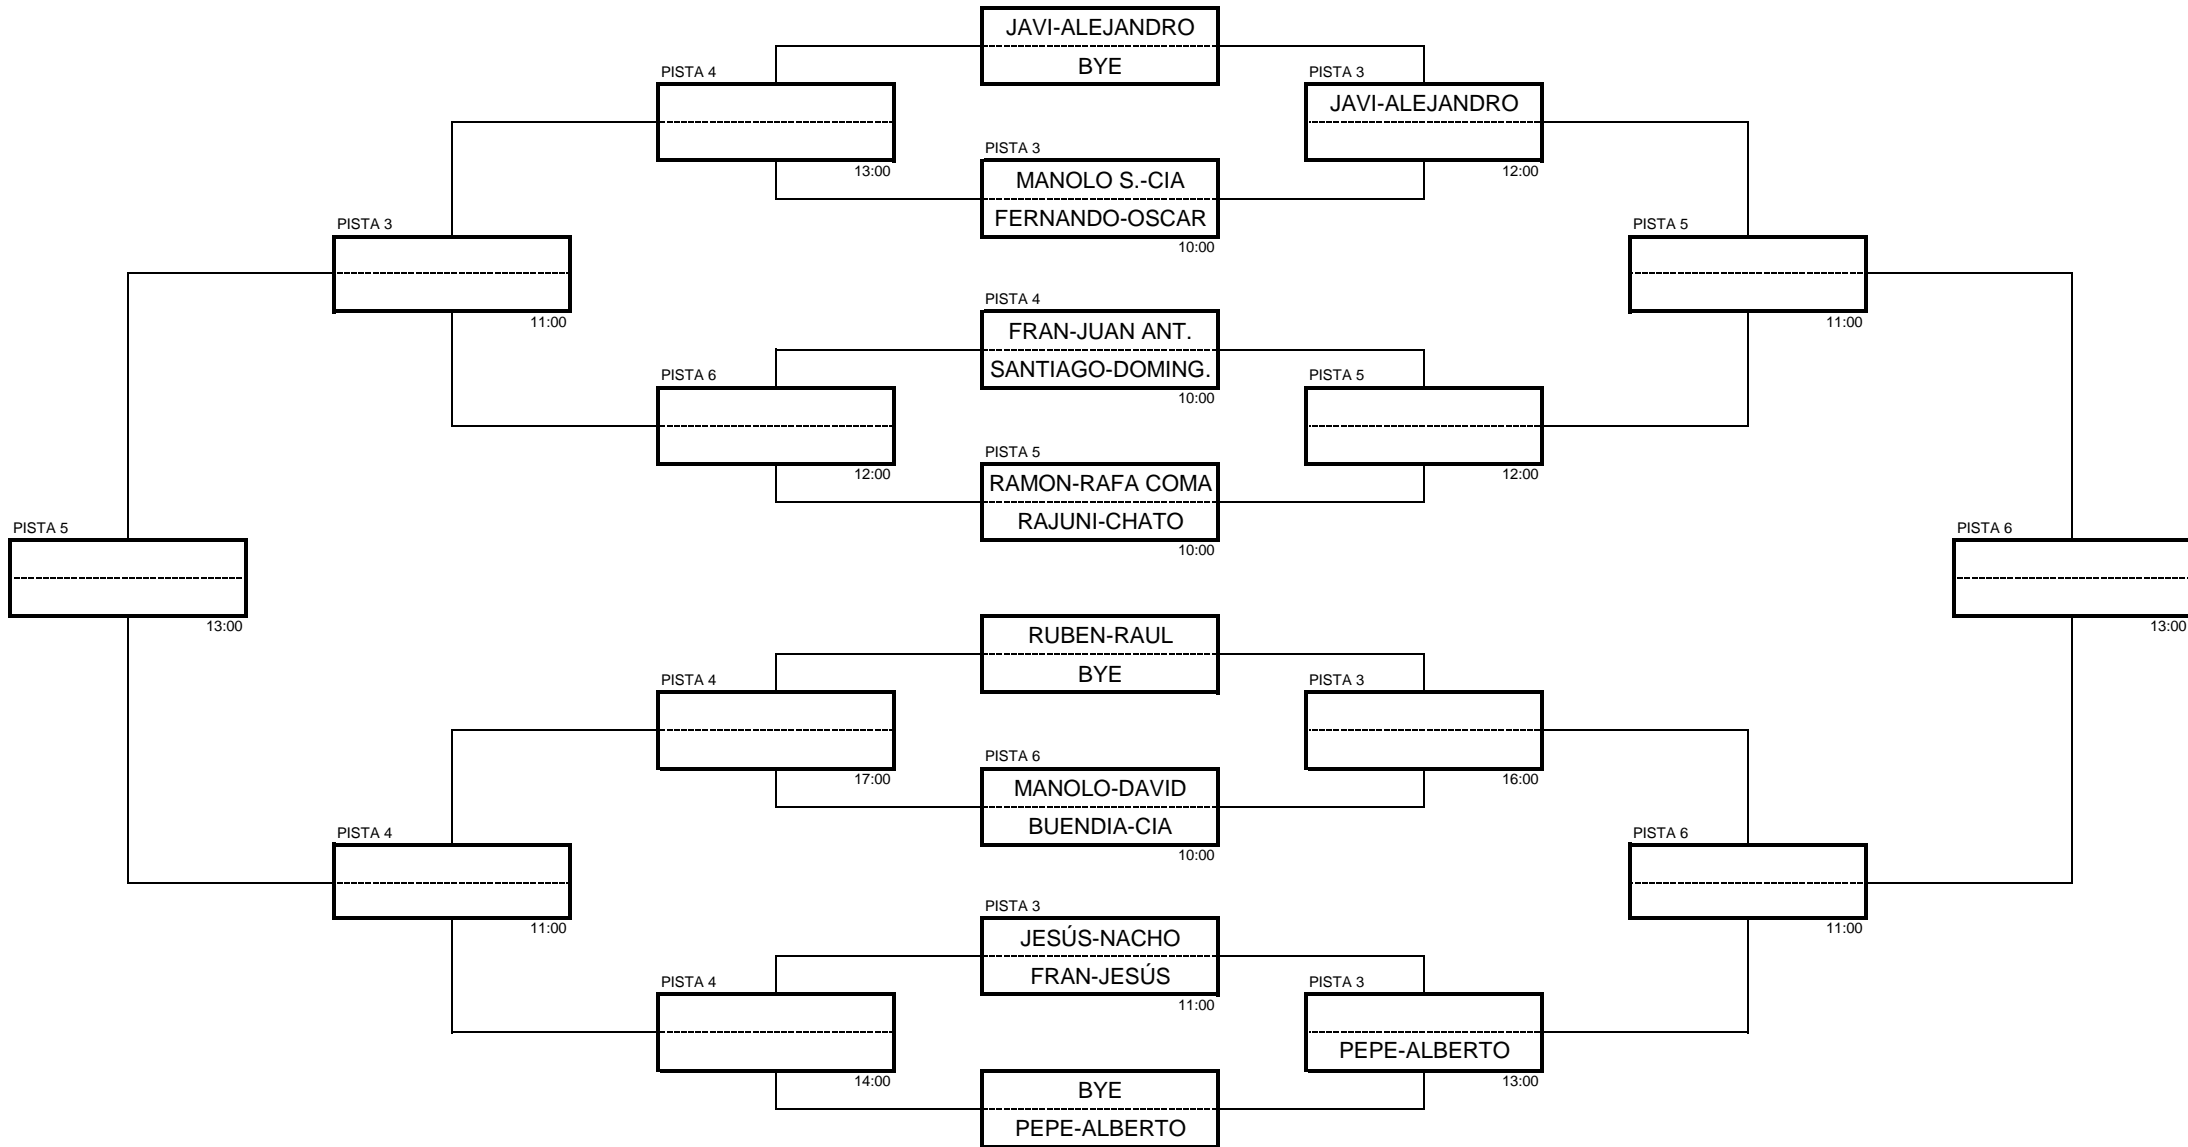 JAVI-ALEJANDRO
BYE
PISTA 4
PISTA 3
JAVI-ALEJANDRO
13:00
PISTA 3
12:00
MANOLO S.-CIA
FERNANDO-OSCAR
10:00
PISTA 3
PISTA 5
11:00
PISTA 4
11:00
FRAN-JUAN ANT.
SANTIAGO-DOMING.
10:00
PISTA 6
PISTA 5
12:00
PISTA 5
12:00
RAMON-RAFA COMA
RAJUNI-CHATO
10:00
PISTA 5
PISTA 6
13:00
13:00
RUBEN-RAUL
BYE
PISTA 4
PISTA 3
17:00
PISTA 6
16:00
MANOLO-DAVID
BUENDIA-CIA
10:00
PISTA 4
PISTA 6
11:00
PISTA 3
11:00
JESÚS-NACHO
FRAN-JESÚS
11:00
PISTA 4
PISTA 3
PEPE-ALBERTO
14:00
13:00
BYE
PEPE-ALBERTO